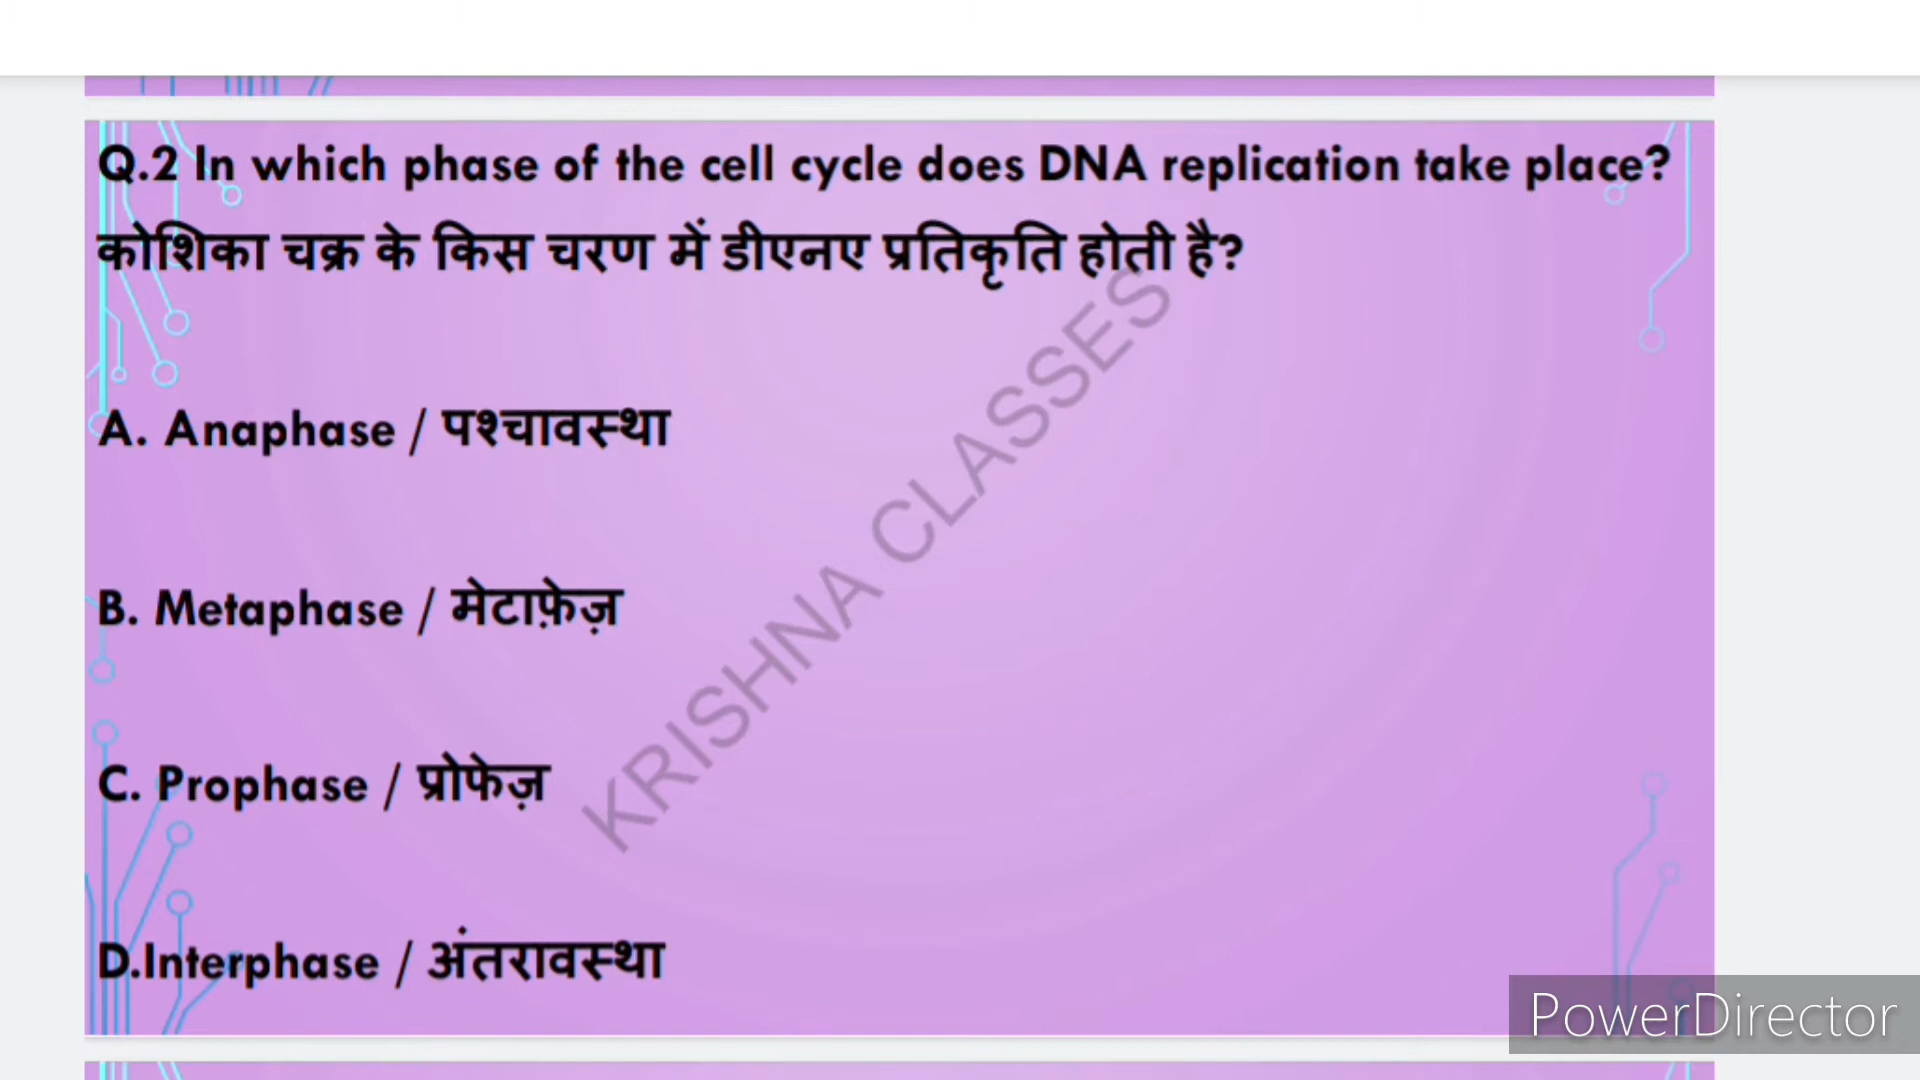 Q.2 In which phase of the cell cycle does DNA replication take place?
कोशिका चक्र के किस चरण में डीएनए प्रतिकृति होती है?
A. Anaphase / पश्चावस्था
B. Metaphase / मेटाफ़ेज़
C. Prophase / प्रोफेज़
D.Interphase / अंतरावस्था
KRISHNA CLASSES
PowerDirector